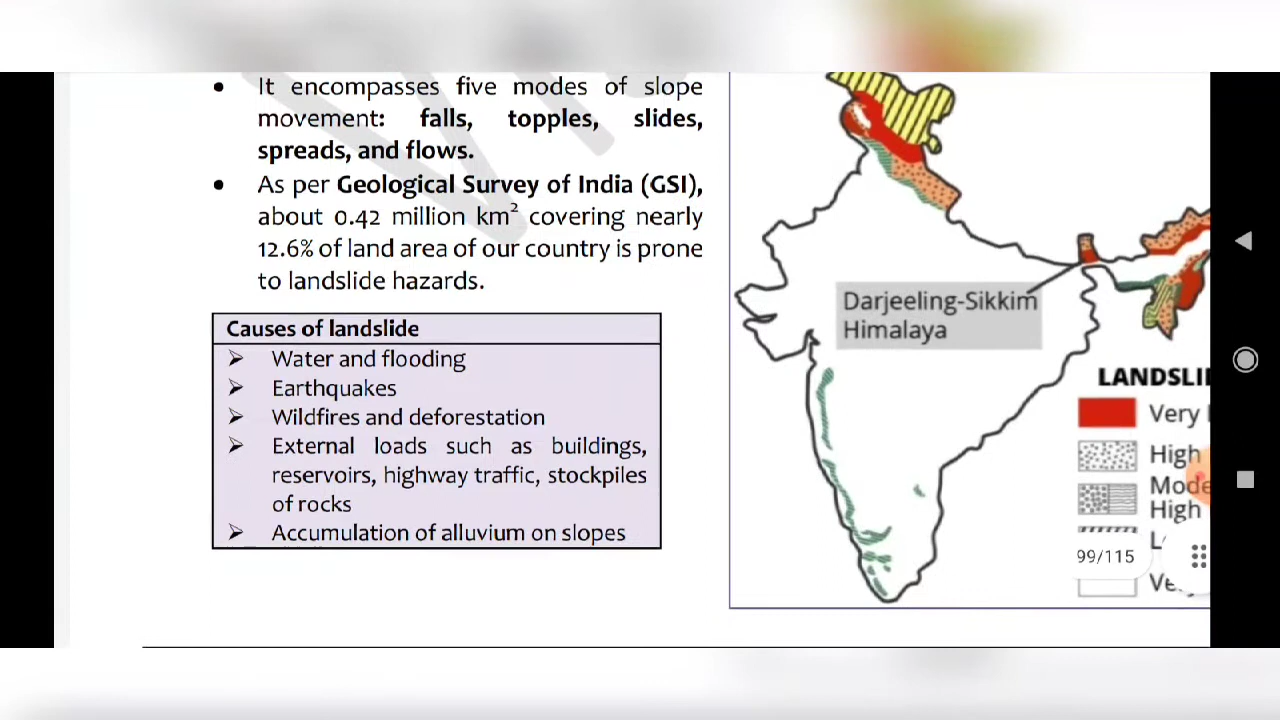 It encompasses five modes of slope
movement: falls, topples, slides,
spreads, and flows.
As per Geological Survey of India (GSI),
about 0.42 million km² covering nearly
12.6% of land area of our country is prone
to landslide hazards.
Causes of landslide
Water and flooding
Earthquakes
Wildfires and deforestation
External loads such as buildings,
reservoirs, highway traffic, stockpiles
of rocks
Accumulation of alluvium on slopes
Darjeeling-Sikkim
Himalaya
Very
High
High
99/115